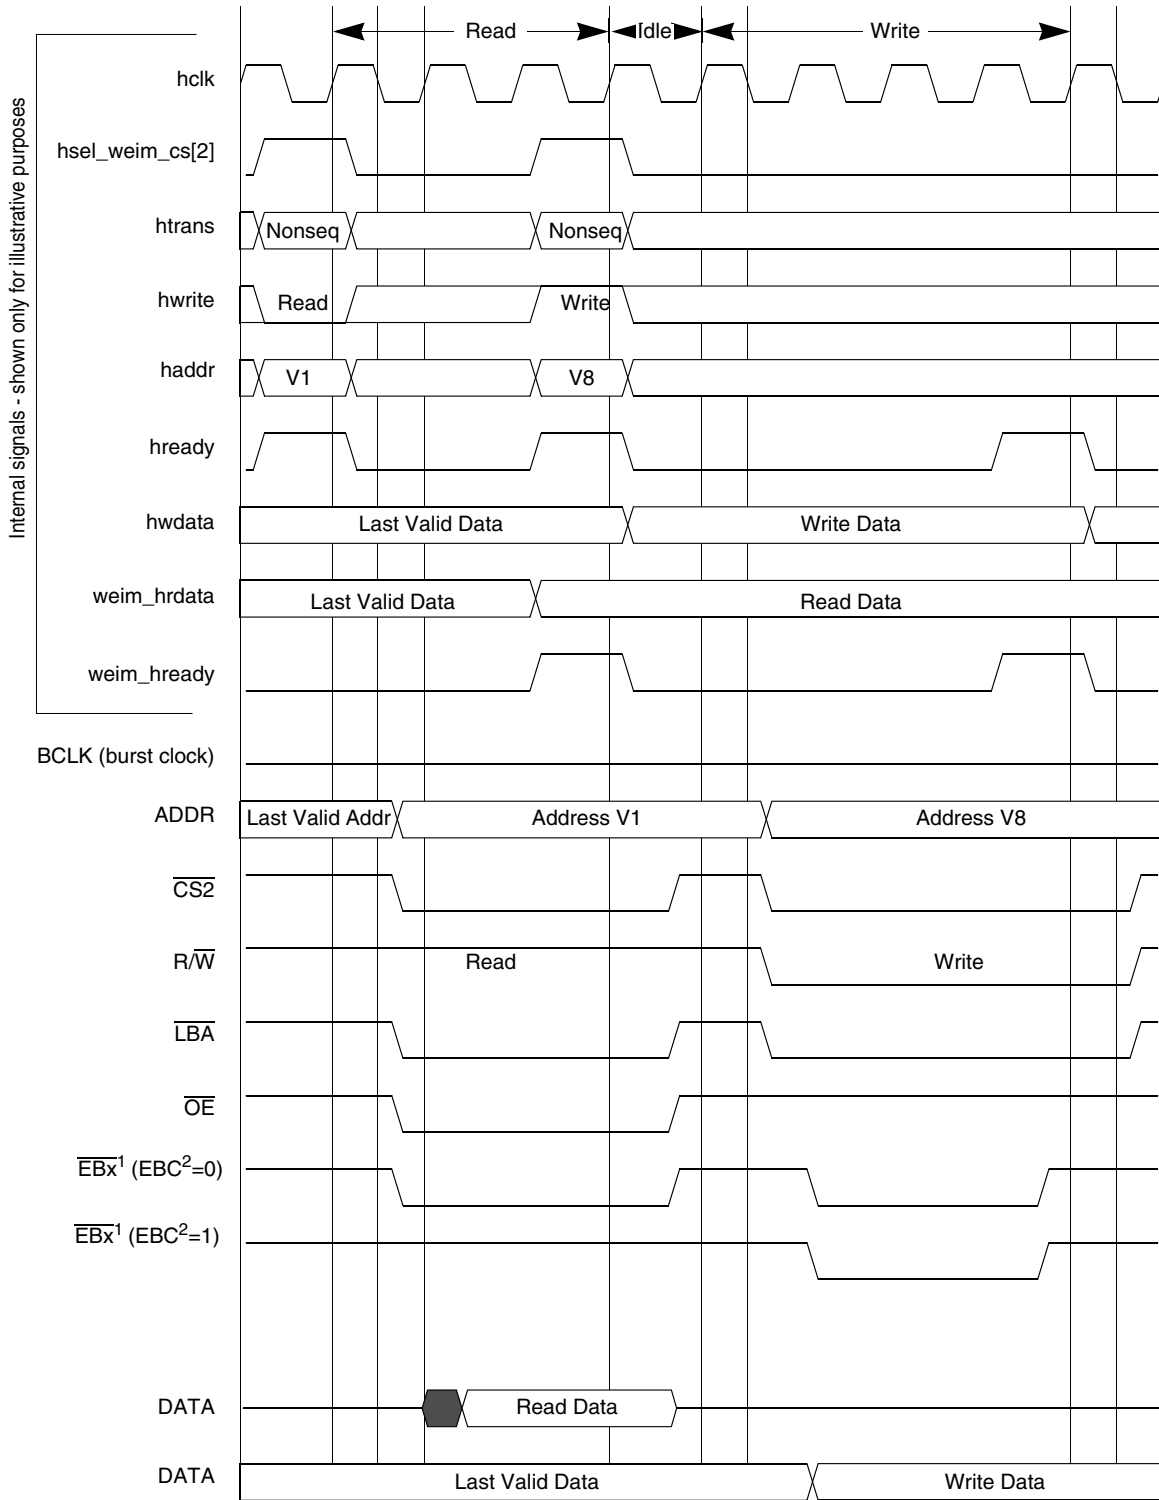 Read Idle Write
Internal signals - shown only for illustrative purposes
hclk
hsel_weim_cs[2]
htrans Nonseq Nonseq
hwrite Read Write
haddr V1 V8
hready
hwdata Last Valid Data Write Data
weim_hrdata Last Valid Data Read Data
weim_hready
BCLK (burst clock)
ADDR Last Valid Addr Address V1 Address V8
CS2
R/W Read Write
LBA
OE
EBx¹ (EBC²=0)
EBx¹ (EBC²=1)
DATA Read Data
DATA Last Valid Data Write Data